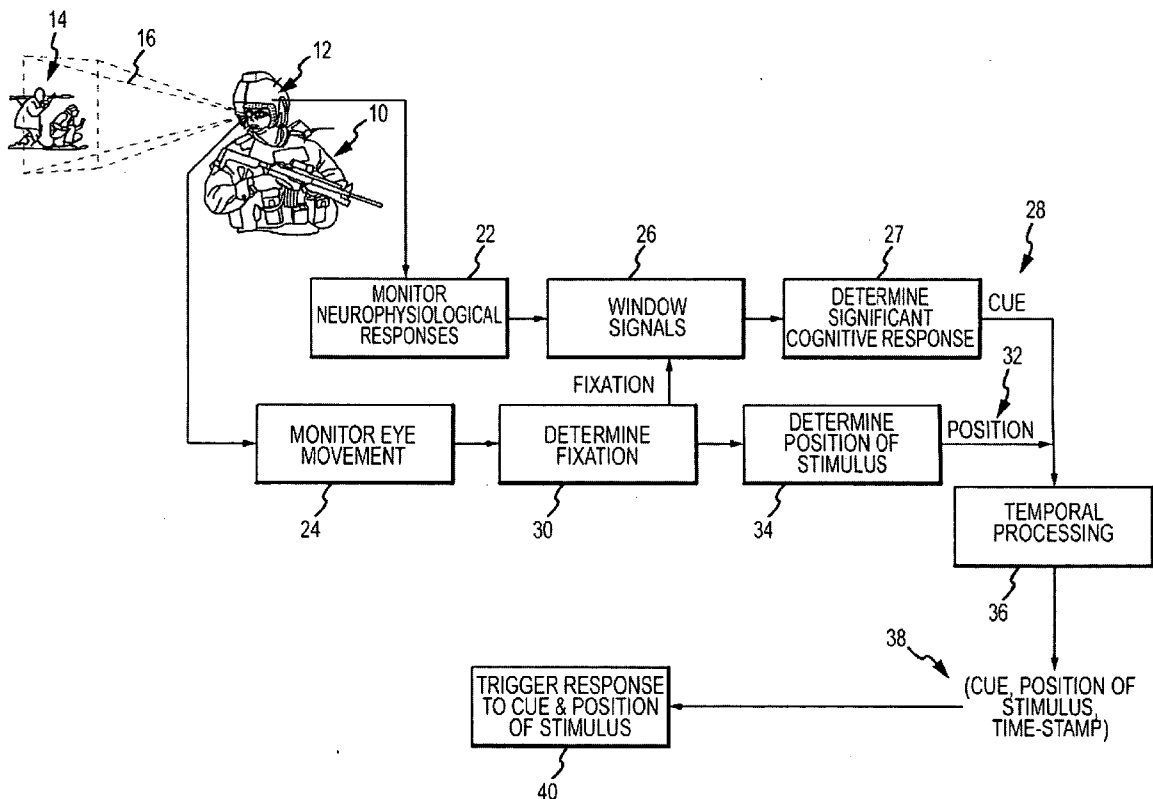 14
16
12
10
22
26
27
28
MONITOR
NEUROPHYSIOLOGICAL
RESPONSES
WINDOW
SIGNALS
DETERMINE
SIGNIFICANT
COGNITIVE RESPONSE
CUE
FIXATION
32
MONITOR EYE
MOVEMENT
DETERMINE
FIXATION
DETERMINE
POSITION OF
STIMULUS
POSITION
24
30
34
TEMPORAL
PROCESSING
36
38
(CUE, POSITION OF
STIMULUS,
TIME-STAMP)
TRIGGER RESPONSE
TO CUE & POSITION
OF STIMULUS
40